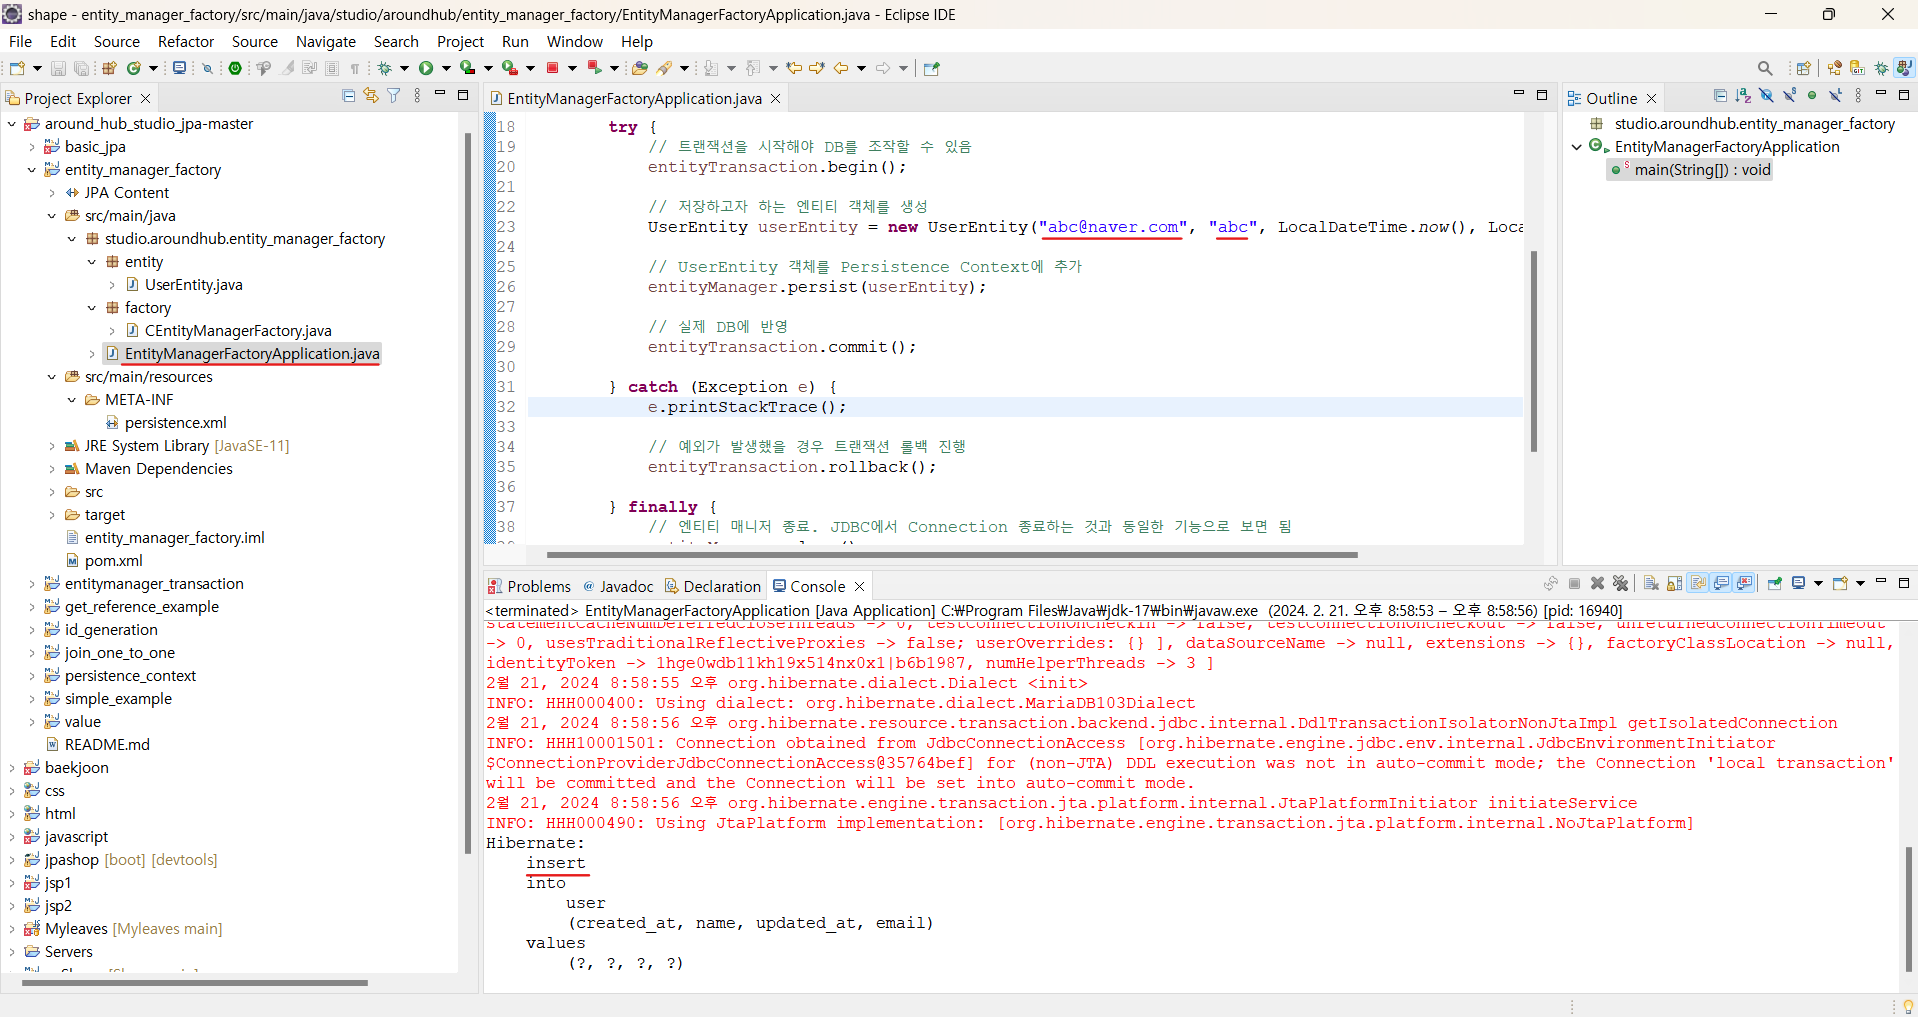 shape - entity_manager_factory/src/main/java/studio/aroundhub/entity_manager_factory/EntityManagerFactoryApplication.java - Eclipse IDE
File Edit Source Refactor Source Navigate Search Project Run Window Help
Project Explorer
around_hub_studio_jpa-master
basic_jpa
entity_manager_factory
JPA Content
src/main/java
studio.aroundhub.entity_manager_factory
entity
UserEntity.java
factory
CEntityManagerFactory.java
EntityManagerFactoryApplication.java
src/main/resources
META-INF
persistence.xml
JRE System Library [JavaSE-11]
Maven Dependencies
src
target
entity_manager_factory.iml
pom.xml
entitymanager_transaction
get_reference_example
id_generation
join_one_to_one
persistence_context
simple_example
value
README.md
baekjoon
css
html
javascript
jpashop [boot] [devtools]
jsp1
jsp2
Myleaves [Myleaves main]
Servers
EntityManagerFactoryApplication.java
18 try {
19 // 트랜잭션을 시작해야 DB를 조작할 수 있음
20 entityTransaction.begin();
21
22 // 저장하고자 하는 엔티티 객체를 생성
23 UserEntity userEntity = new UserEntity("abc@naver.com", "abc", LocalDateTime.now(), Loca
24
25 // UserEntity 객체를 Persistence Context에 추가
26 entityManager.persist(userEntity);
27
28 // 실제 DB에 반영
29 entityTransaction.commit();
30
31 } catch (Exception e) {
32 e.printStackTrace();
33
34 // 예외가 발생했을 경우 트랜잭션 롤백 진행
35 entityTransaction.rollback();
36
37 } finally {
38 // 엔티티 매니저 종료. JDBC에서 Connection 종료하는 것과 동일한 기능으로 보면 됨
Outline
studio.aroundhub.entity_manager_factory
EntityManagerFactoryApplication
main(String[]) : void
Problems @ Javadoc Declaration Console
<terminated> EntityManagerFactoryApplication [Java Application] C:₩Program Files₩Java₩jdk-17₩bin₩javaw.exe (2024. 2. 21. 오후 8:58:53 – 오후 8:58:56) [pid: 16940]
statementCacheNumDeferredCloseThreads -> 0, testConnectionOnCheckin -> false, testConnectionOnCheckout -> false, unreturnedConnectionTimeout
-> 0, usesTraditionalReflectiveProxies -> false; userOverrides: {} ], dataSourceName -> null, extensions -> {}, factoryClassLocation -> null,
identityToken -> 1hge0wdb11kh19x514nx0x1|b6b1987, numHelperThreads -> 3 ]
2월 21, 2024 8:58:55 오후 org.hibernate.dialect.Dialect <init>
INFO: HHH000400: Using dialect: org.hibernate.dialect.MariaDB103Dialect
2월 21, 2024 8:58:56 오후 org.hibernate.resource.transaction.backend.jdbc.internal.DdlTransactionIsolatorNonJtaImpl getIsolatedConnection
INFO: HHH10001501: Connection obtained from JdbcConnectionAccess [org.hibernate.engine.jdbc.env.internal.JdbcEnvironmentInitiator
$ConnectionProviderJdbcConnectionAccess@35764bef] for (non-JTA) DDL execution was not in auto-commit mode; the Connection 'local transaction'
will be committed and the Connection will be set into auto-commit mode.
2월 21, 2024 8:58:56 오후 org.hibernate.engine.transaction.jta.platform.internal.JtaPlatformInitiator initiateService
INFO: HHH000490: Using JtaPlatform implementation: [org.hibernate.engine.transaction.jta.platform.internal.NoJtaPlatform]
Hibernate:
insert
into
user
(created_at, name, updated_at, email)
values
(?, ?, ?, ?)